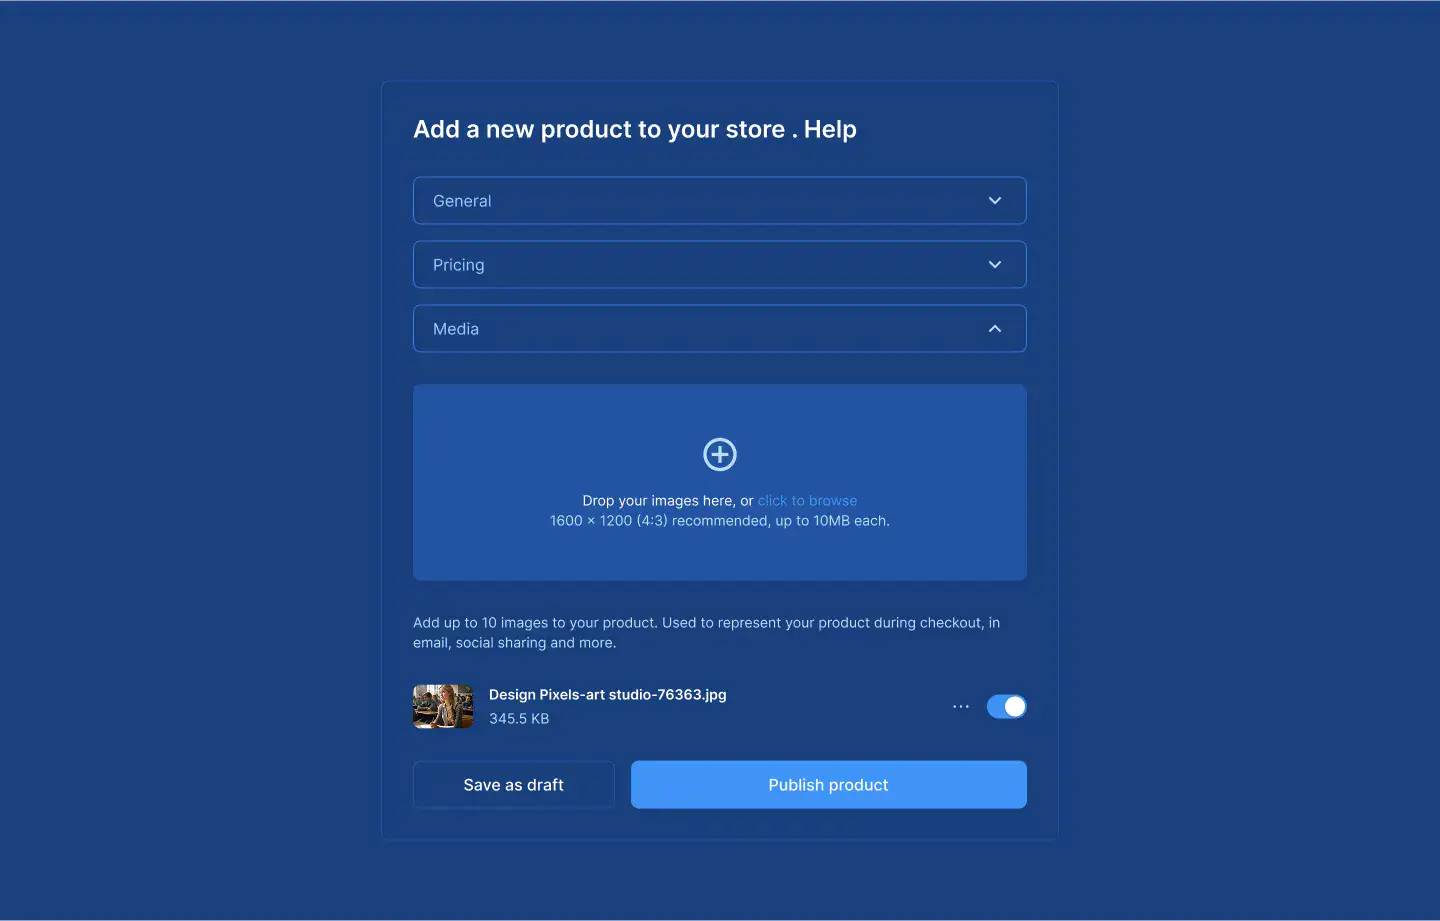 Add a new product to your store . Help
General
Pricing
Media
Drop your images here, or click to browse
1600 × 1200 (4:3) recommended, up to 10MB each.
Add up to 10 images to your product. Used to represent your product during checkout, in
email, social sharing and more.
Design Pixels-art studio-76363.jpg
345.5 KB
Save as draft
Publish product